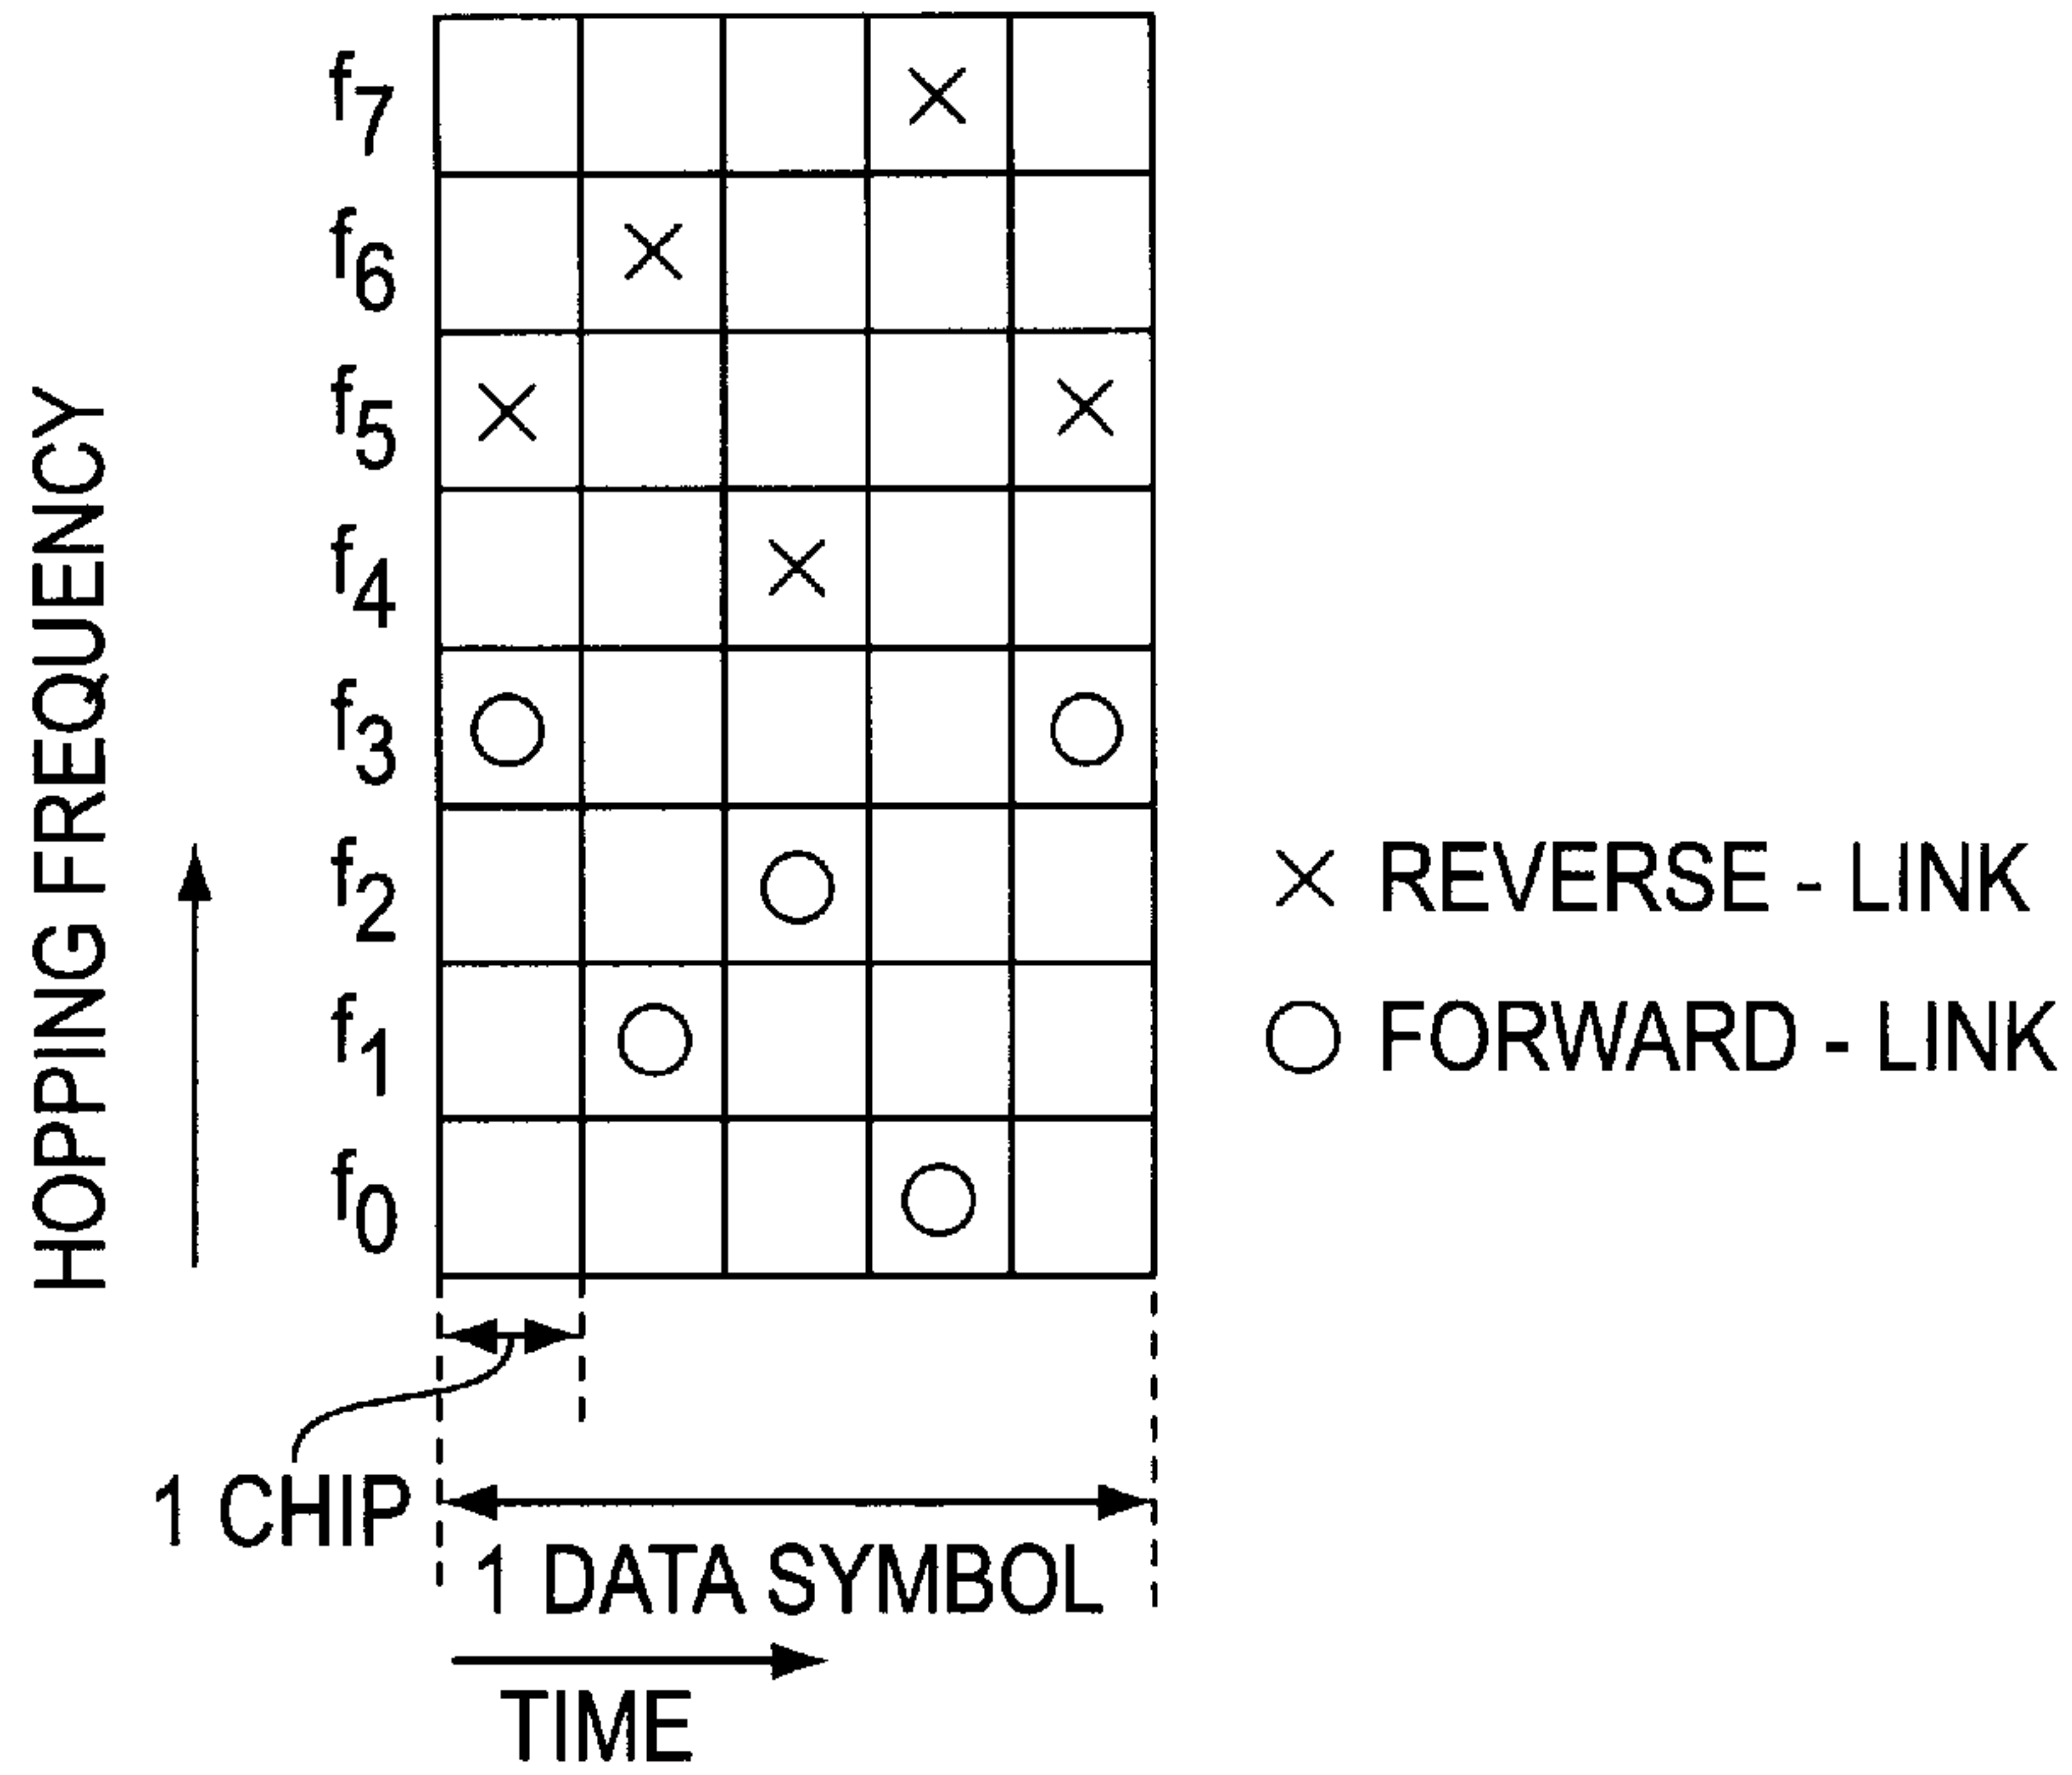 HOPPING FREQUENCY
f7
f6
f5
f4
f3
f2
f1
f0
× REVERSE - LINK
○ FORWARD - LINK
1 CHIP
1 DATA SYMBOL
TIME